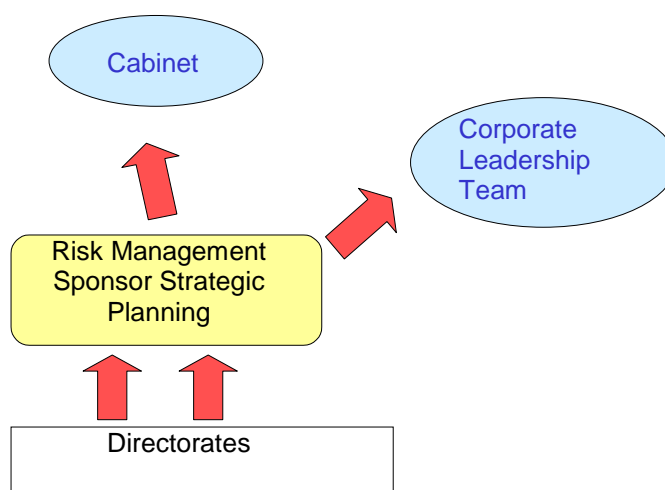 Cabinet
Corporate
Leadership
Team
Risk Management
Sponsor Strategic
Planning
Directorates